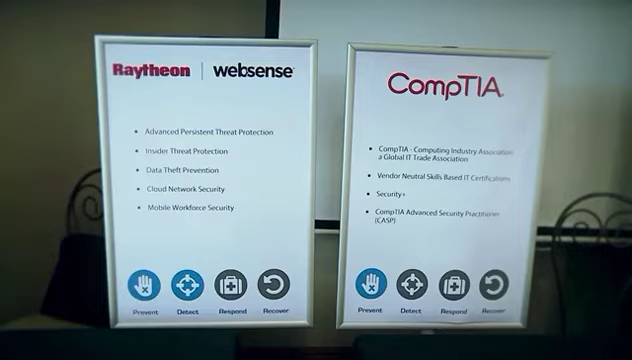 Raytheon | websense
• Advanced Persistent Threat Protection
• Insider Threat Protection
• Data Theft Prevention
• Cloud Network Security
• Mobile Workforce Security
Prevent Detect Respond Recover
CompTIA
• CompTIA - Computing Industry Association
a Global IT Trade Association
• Vendor Neutral Skills Based IT Certifications
• Security+
• CompTIA Advanced Security Practitioner
(CASP)
Prevent Detect Respond Recover